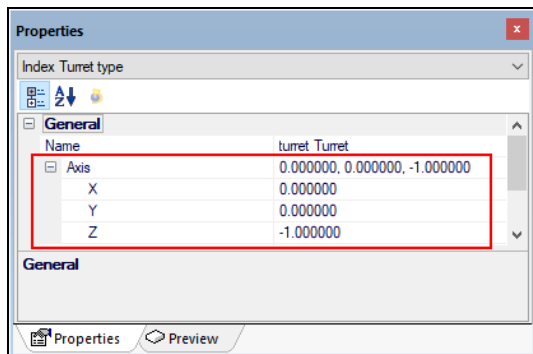 Properties
Index Turret type
General
Name turret Turret
Axis 0.000000, 0.000000, -1.000000
X 0.000000
Y 0.000000
Z -1.000000
General
Properties Preview